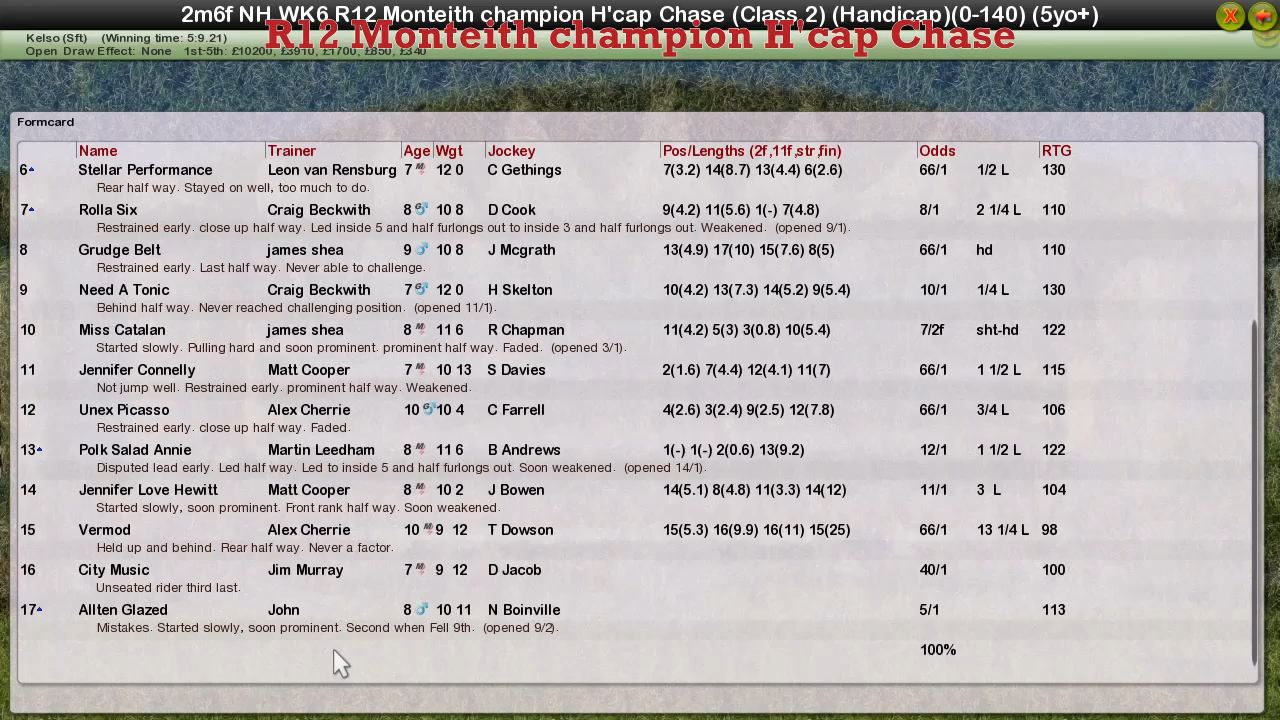 2m6f NH WK6 R12 Monteith champion H'cap Chase (Class 2) (Handicap)(0-140) (5yo+)
R12 Monteith champion H'cap Chase
Kelso(Sft) (Winning time: 5:9.21)
Open Draw Effect: None 1st-5th: £10200, £3910, £1700, £850, £340
Formcard
Name Trainer Age Wgt Jockey Pos/Lengths (2f,11f,str,fin) Odds RTG
6 Stellar Performance Leon van Rensburg 7 12 0 C Gethings 7(3.2) 14(8.7) 13(4.4) 6(2.6) 66/1 1/2 L 130
Rear half way. Stayed on well, too much to do.
7 Rolla Six Craig Beckwith 8 10 8 D Cook 9(4.2) 11(5.6) 1(-) 7(4.8) 8/1 2 1/4 L 110
Restrained early. close up half way. Led inside 5 and half furlongs out to inside 3 and half furlongs out. Weakened. (opened 9/1).
8 Grudge Belt james shea 9 10 8 J Mcgrath 13(4.9) 17(10) 15(7.6) 8(5) 66/1 hd 110
Restrained early. Last half way. Never able to challenge.
9 Need A Tonic Craig Beckwith 7 12 0 H Skelton 10(4.2) 13(7.3) 14(5.2) 9(5.4) 10/1 1/4 L 130
Behind half way. Never reached challenging position. (opened 11/1).
10 Miss Catalan james shea 8 11 6 R Chapman 11(4.2) 5(3) 3(0.8) 10(5.4) 7/2f sht-hd 122
Started slowly. Pulling hard and soon prominent. prominent half way. Faded. (opened 3/1).
11 Jennifer Connelly Matt Cooper 7 10 13 S Davies 2(1.6) 7(4.4) 12(4.1) 11(7) 66/1 1 1/2 L 115
Not jump well. Restrained early. prominent half way. Weakened.
12 Unex Picasso Alex Cherrie 10 10 4 C Farrell 4(2.6) 3(2.4) 9(2.5) 12(7.8) 66/1 3/4 L 106
Restrained early. close up half way. Faded.
13 Polk Salad Annie Martin Leedham 8 11 6 B Andrews 1(-) 1(-) 2(0.6) 13(9.2) 12/1 1 1/2 L 122
Disputed lead early. Led half way. Led to inside 5 and half furlongs out. Soon weakened. (opened 14/1).
14 Jennifer Love Hewitt Matt Cooper 8 10 2 J Bowen 14(5.1) 8(4.8) 11(3.3) 14(12) 11/1 3 L 104
Started slowly, soon prominent. Front rank half way. Soon weakened.
15 Vermod Alex Cherrie 10 9 12 T Dowson 15(5.3) 16(9.9) 16(11) 15(25) 66/1 13 1/4 L 98
Held up and behind. Rear half way. Never a factor.
16 City Music Jim Murray 7 9 12 D Jacob 40/1 100
Unseated rider third last.
17 Allten Glazed John 8 10 11 N Boinville 5/1 113
Mistakes. Started slowly, soon prominent. Second when Fell 9th. (opened 9/2).
100%